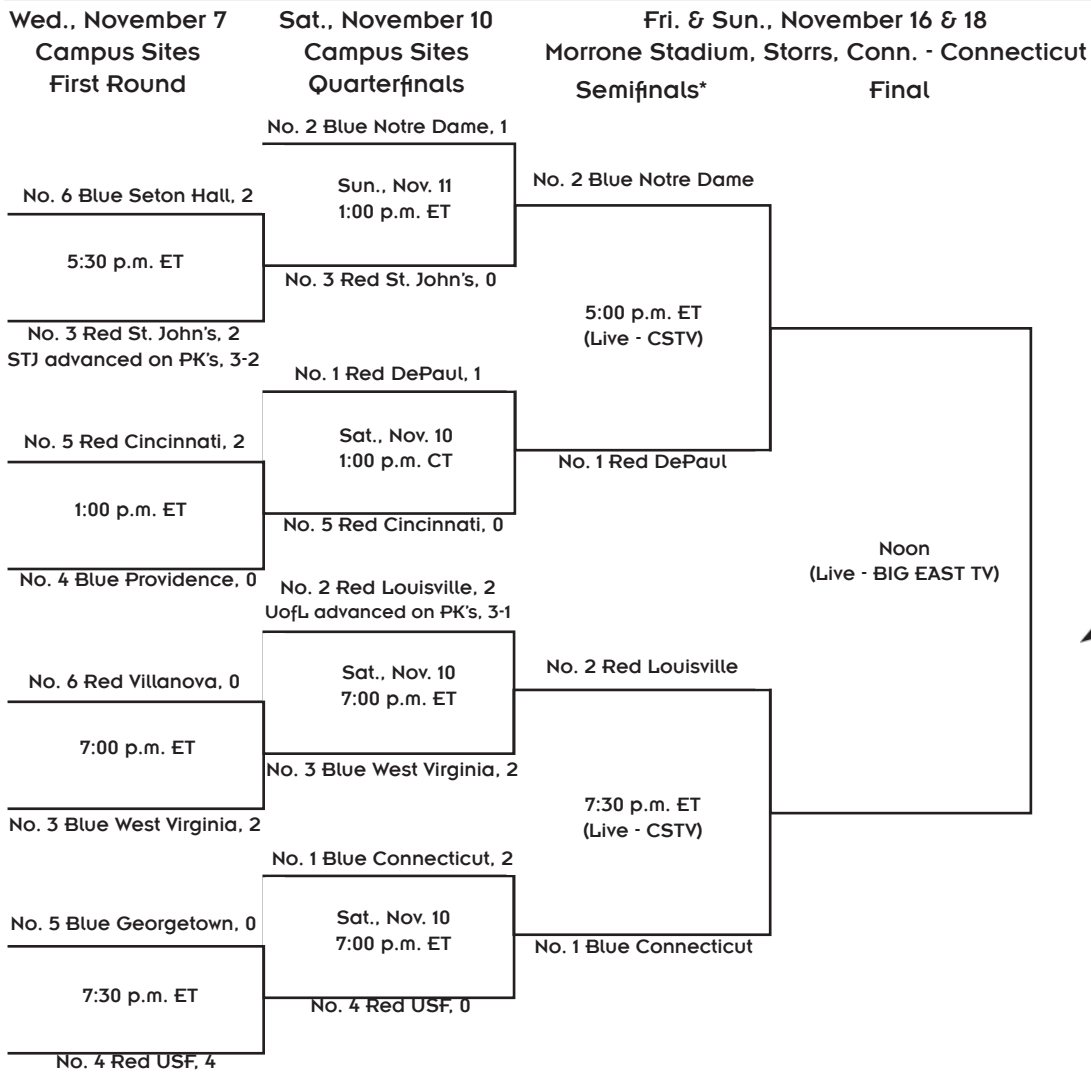 Wed., November 7
Campus Sites
First Round
Sat., November 10
Campus Sites
Quarterfinals
Fri. & Sun., November 16 & 18
Morrone Stadium, Storrs, Conn. - Connecticut
Semifinals*
Final
No. 6 Blue Seton Hall, 2
5:30 p.m. ET
No. 3 Red St. John's, 2
STJ advanced on PK's, 3-2
No. 5 Red Cincinnati, 2
1:00 p.m. ET
No. 4 Blue Providence, 0
No. 6 Red Villanova, 0
7:00 p.m. ET
No. 3 Blue West Virginia, 2
No. 5 Blue Georgetown, 0
7:30 p.m. ET
No. 4 Red USF, 4
No. 2 Blue Notre Dame, 1
Sun., Nov. 11
1:00 p.m. ET
No. 3 Red St. John's, 0
No. 1 Red DePaul, 1
Sat., Nov. 10
1:00 p.m. CT
No. 5 Red Cincinnati, 0
No. 2 Red Louisville, 2
UofL advanced on PK's, 3-1
Sat., Nov. 10
7:00 p.m. ET
No. 3 Blue West Virginia, 2
No. 1 Blue Connecticut, 2
Sat., Nov. 10
7:00 p.m. ET
No. 4 Red USF, 0
No. 2 Blue Notre Dame
5:00 p.m. ET
(Live - CSTV)
No. 1 Red DePaul
No. 2 Red Louisville
7:30 p.m. ET
(Live - CSTV)
No. 1 Blue Connecticut
Noon
(Live - BIG EAST TV)